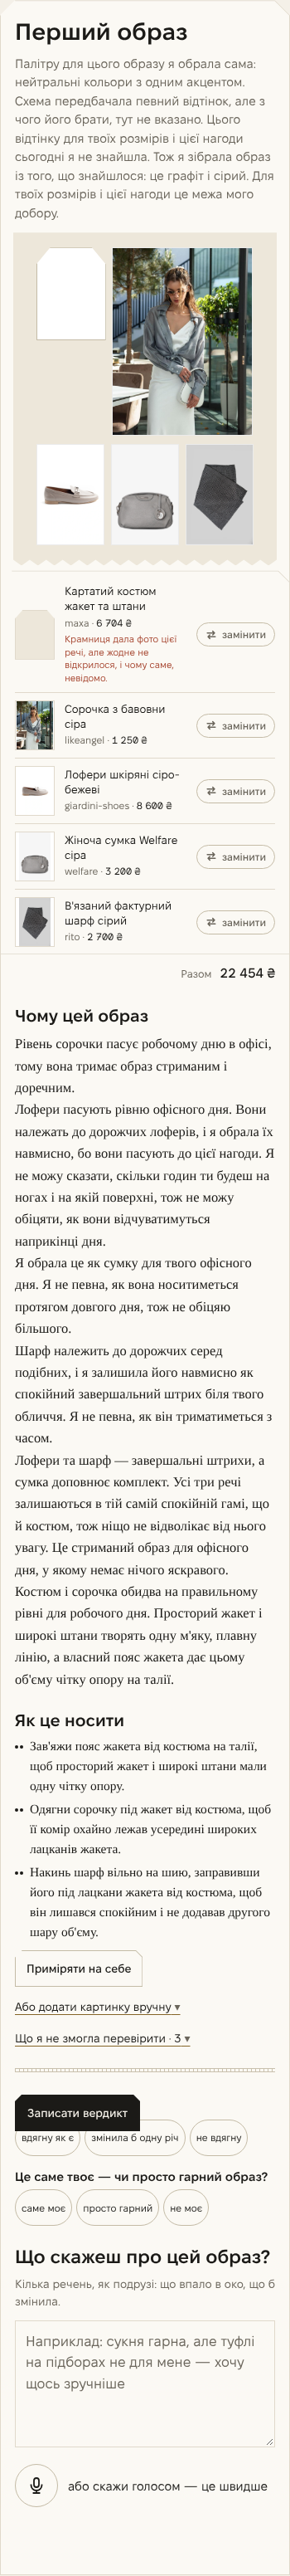 Перший образ
Палітру для цього образу я обрала сама:
нейтральні кольори з одним акцентом.
Схема передбачала певний відтінок, але з
чого його брати, тут не вказано. Цього
відтінку для твоїх розмірів і цієї нагоди
сьогодні я не знайшла. Тож я зібрала образ
із того, що знайшлося: це графіт і сірий. Для
твоїх розмірів і цієї нагоди це межа мого
добору.
Картатий костюм
жакет та штани
maxa · 6 704 ₴
Крамниця дала фото цієї
речі, але жодне не
відкрилося, і чому саме,
невідомо.
⇄ замінити
Сорочка з бавовни
сіра
likeangel · 1 250 ₴
⇄ замінити
Лофери шкіряні сіро-
бежеві
giardini-shoes · 8 600 ₴
⇄ замінити
Жіноча сумка Welfare
сіра
welfare · 3 200 ₴
⇄ замінити
В'язаний фактурний
шарф сірий
rito · 2 700 ₴
⇄ замінити
Разом 22 454 ₴
Чому цей образ
Рівень сорочки пасує робочому дню в офісі,
тому вона тримає образ стриманим і
доречним.
Лофери пасують рівню офісного дня. Вони
належать до дорожчих лоферів, і я обрала їх
навмисно, бо вони пасують до цієї нагоди. Я
не можу сказати, скільки годин ти будеш на
ногах і на якій поверхні, тож не можу
обіцяти, як вони відчуватимуться
наприкінці дня.
Я обрала це як сумку для твого офісного
дня. Я не певна, як вона носитиметься
протягом довгого дня, тож не обіцяю
більшого.
Шарф належить до дорожчих серед
подібних, і я залишила його навмисно як
спокійний завершальний штрих біля твого
обличчя. Я не певна, як він триматиметься з
часом.
Лофери та шарф — завершальні штрихи, а
сумка доповнює комплект. Усі три речі
залишаються в тій самій спокійній гамі, що
й костюм, тож ніщо не відволікає від нього
увагу. Це стриманий образ для офісного
дня, у якому немає нічого яскравого.
Костюм і сорочка обидва на правильному
рівні для робочого дня. Просторий жакет і
широкі штани творять одну м'яку, плавну
лінію, а власний пояс жакета дає цьому
об'єму чітку опору на талії.
Як це носити
•• Зав'яжи пояс жакета від костюма на талії,
щоб просторий жакет і широкі штани мали
одну чітку опору.
•• Одягни сорочку під жакет від костюма, щоб
її комір охайно лежав усередині широких
лацканів жакета.
•• Накинь шарф вільно на шию, заправивши
його під лацкани жакета від костюма, щоб
він лишався спокійним і не додавав другого
шару об'єму.
Приміряти на себе
Або додати картинку вручну ▾
Що я не змогла перевірити · 3 ▾
Записати вердикт
вдягну як є
змінила б одну річ
не вдягну
Це саме твоє — чи просто гарний образ?
саме моє
просто гарний
не моє
Що скажеш про цей образ?
Кілька речень, як подрузі: що впало в око, що б
змінила.
Наприклад: сукня гарна, але туфлі
на підборах не для мене — хочу
щось зручніше
або скажи голосом — це швидше